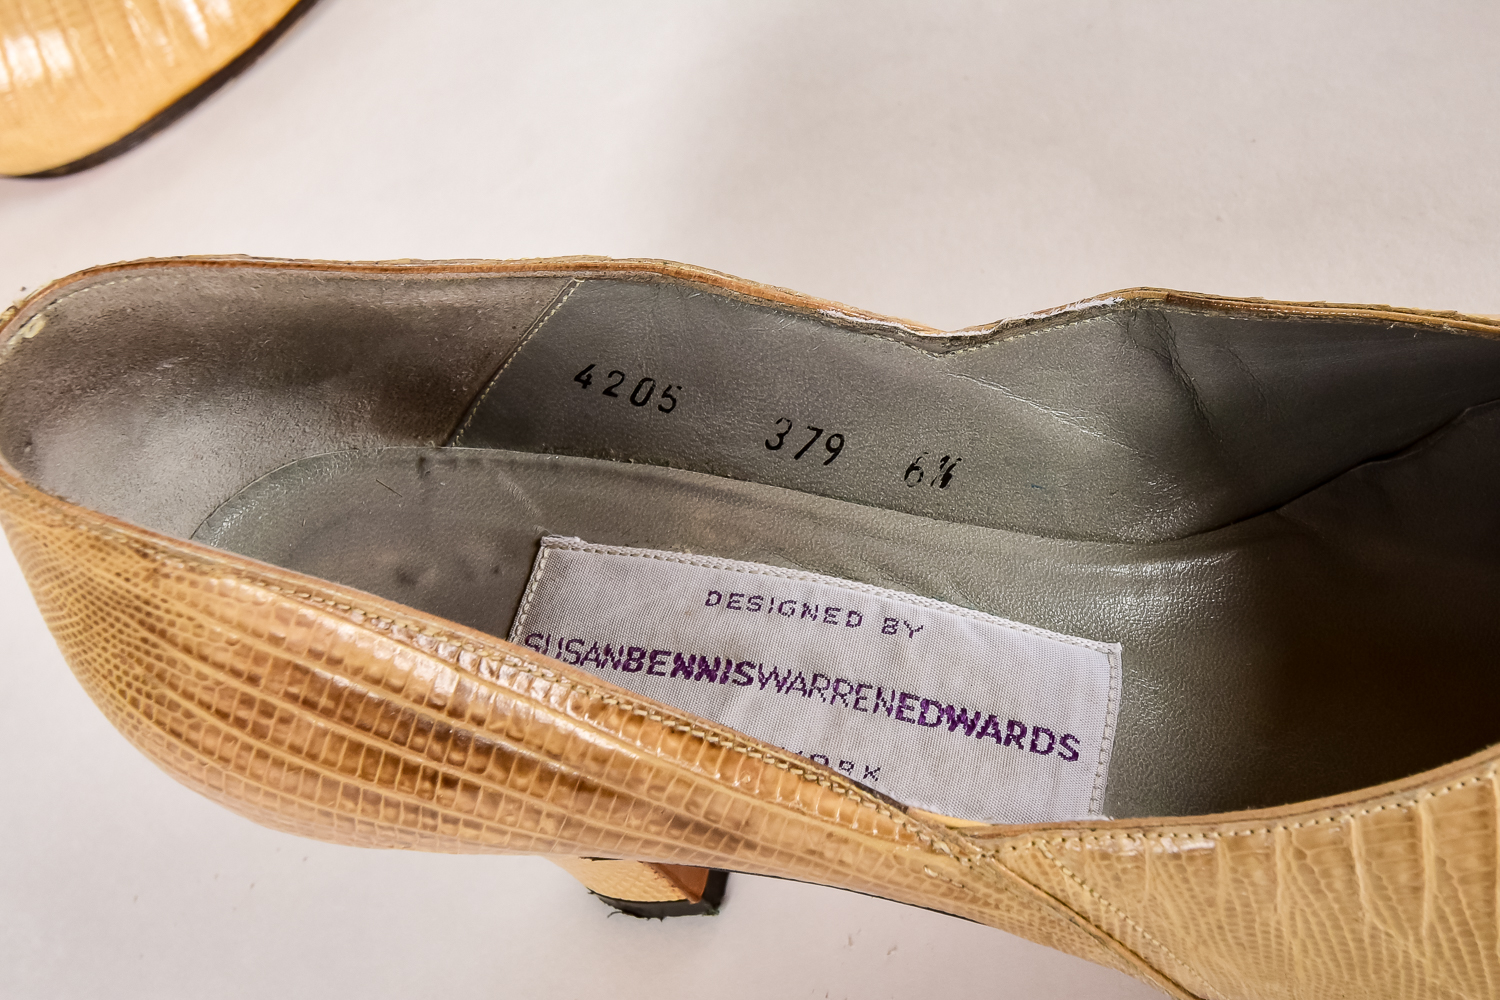 4205 379 6½
DESIGNED BY
SUSANBENNISWARRENEDWARDS